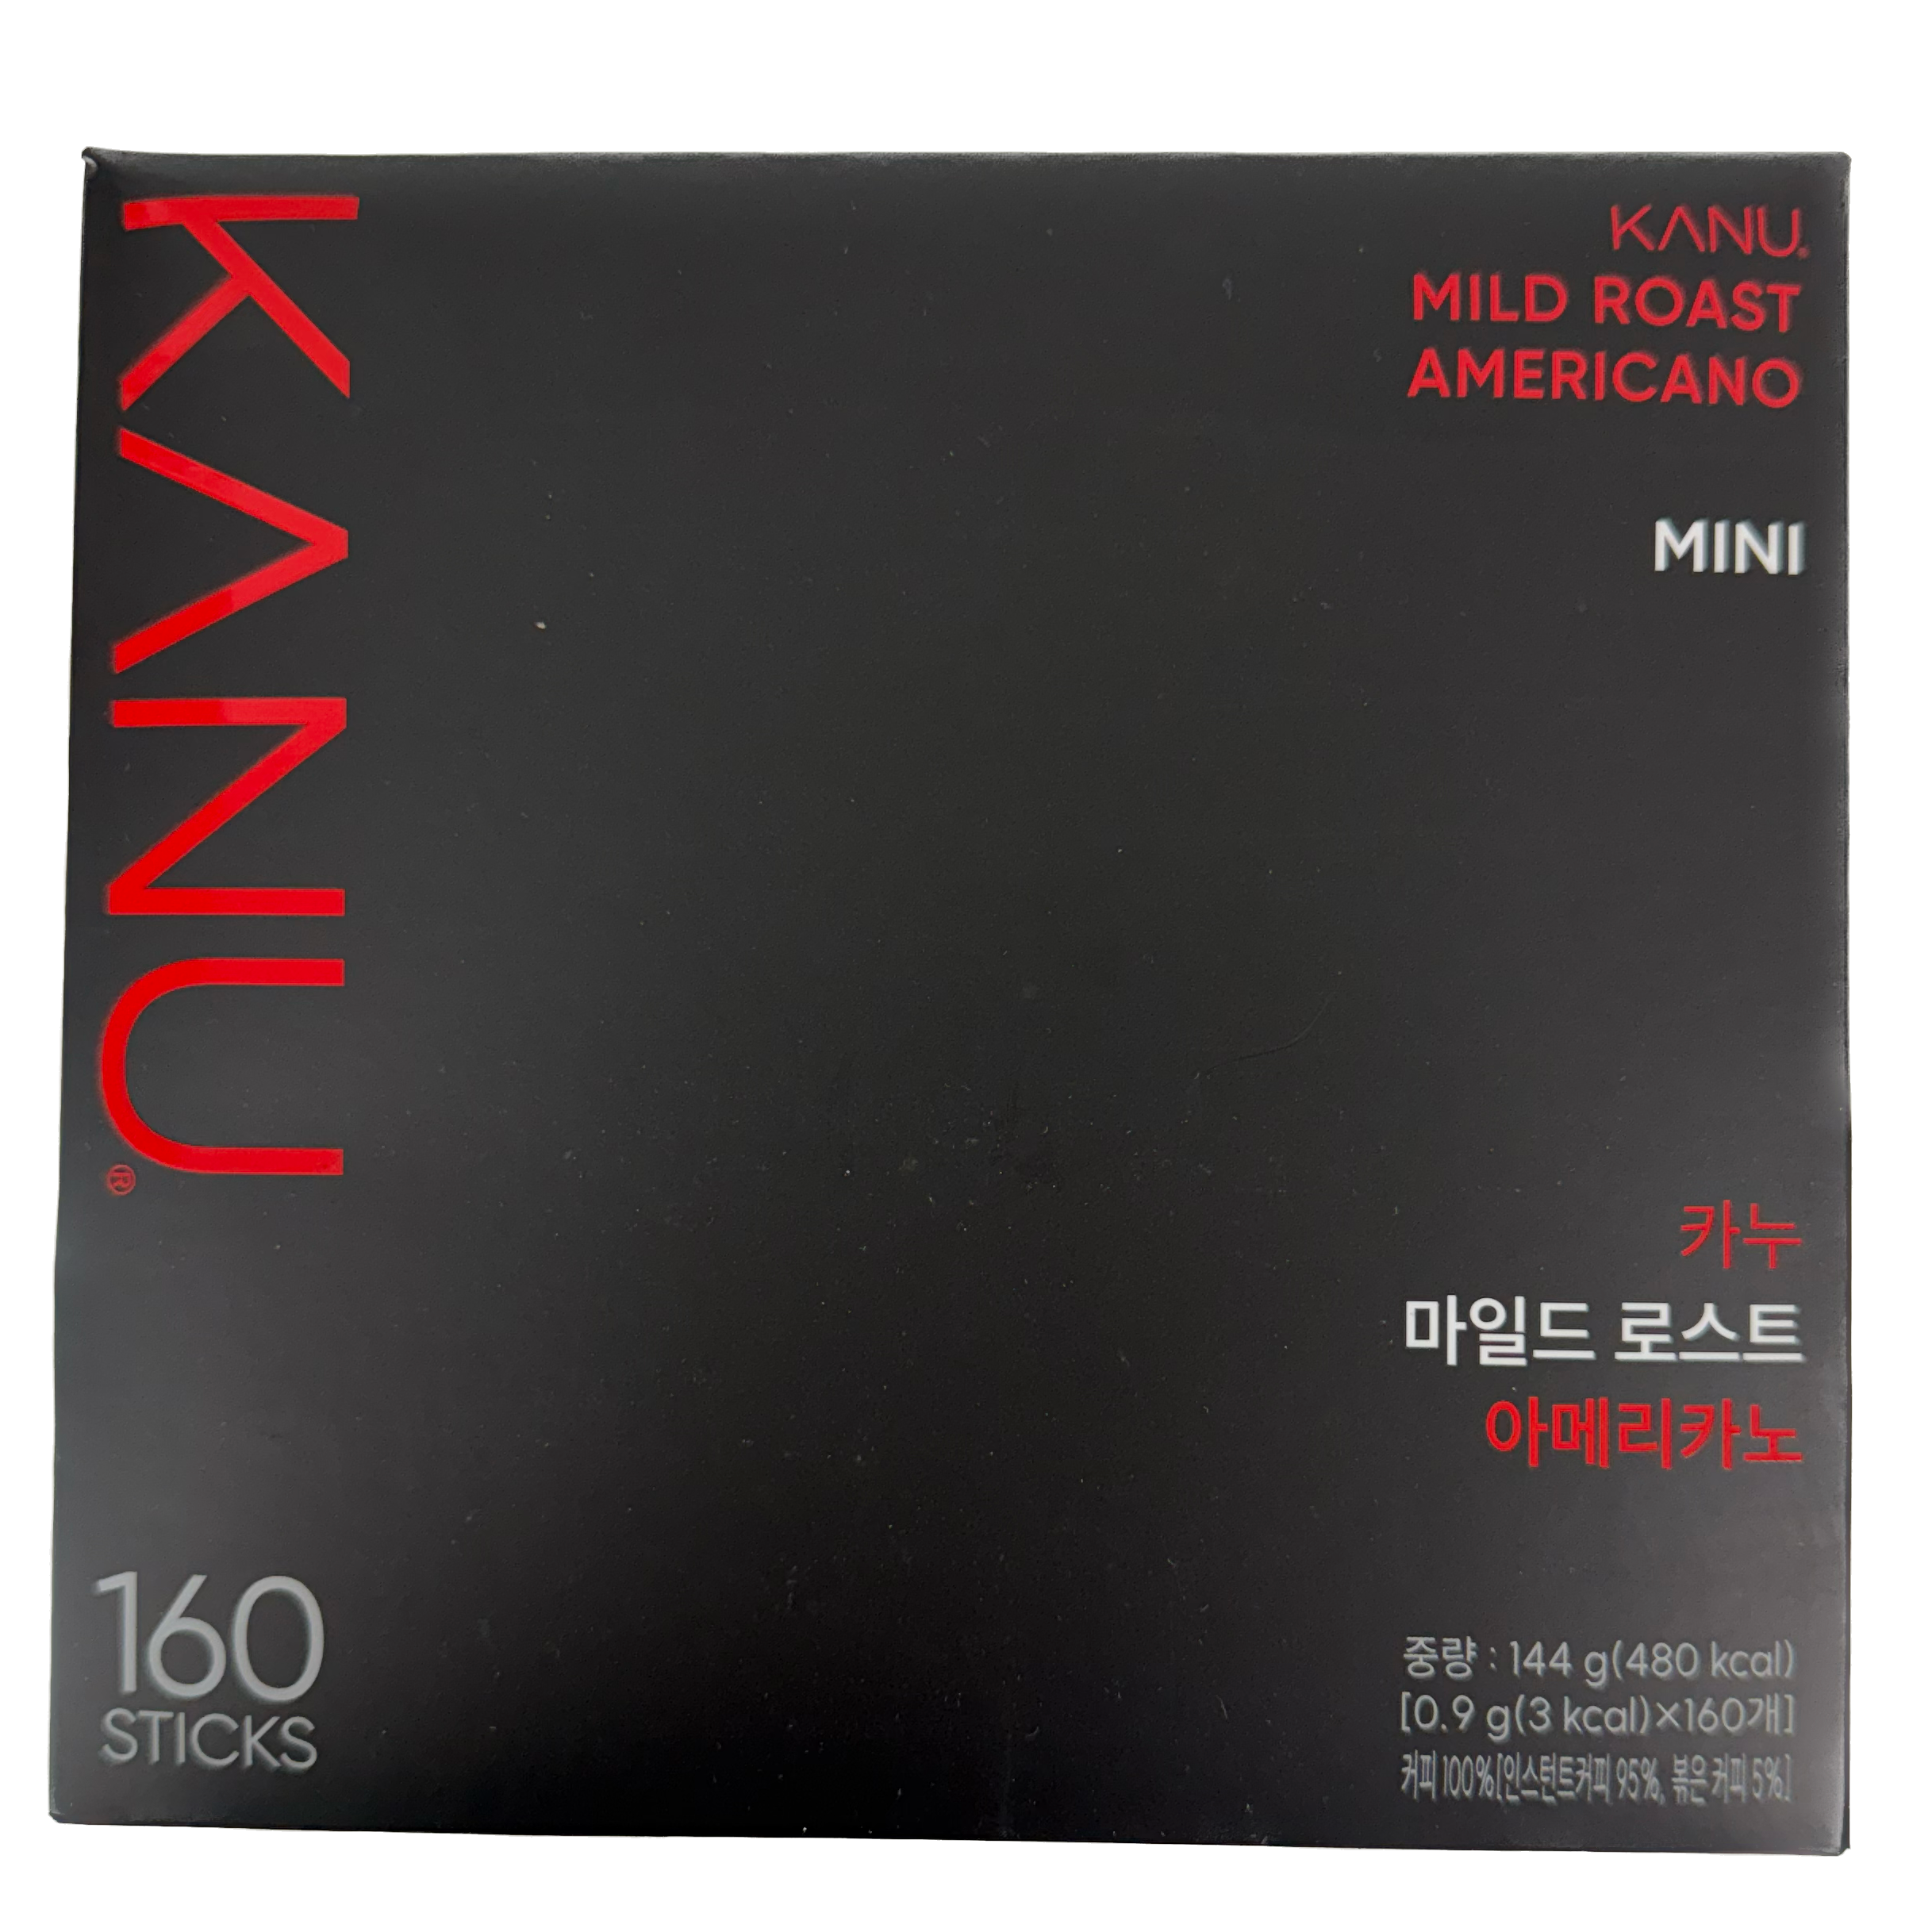 KANU®
KANU®
MILD ROAST
AMERICANO
MINI
카누
마일드 로스트
아메리카노
160
STICKS
중량 : 144 g(480 kcal)
[0.9 g(3 kcal)×160개]
커피 100%[인스턴트커피 95%, 볶은 커피 5%]